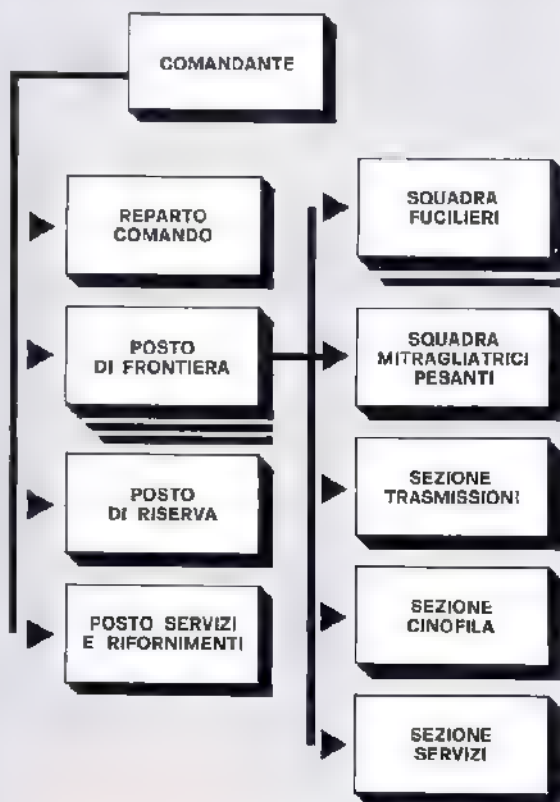 COMANDANTE
REPARTO
COMANDO
POSTO
DI FRONTIERA
POSTO
DI RISERVA
POSTO SERVIZI
E RIFORNIMENTI
SQUADRA
FUCILIERI
SQUADRA
MITRAGLIATRICI
PESANTI
SEZIONE
TRASMISSIONI
SEZIONE
CINOFILA
SEZIONE
SERVIZI